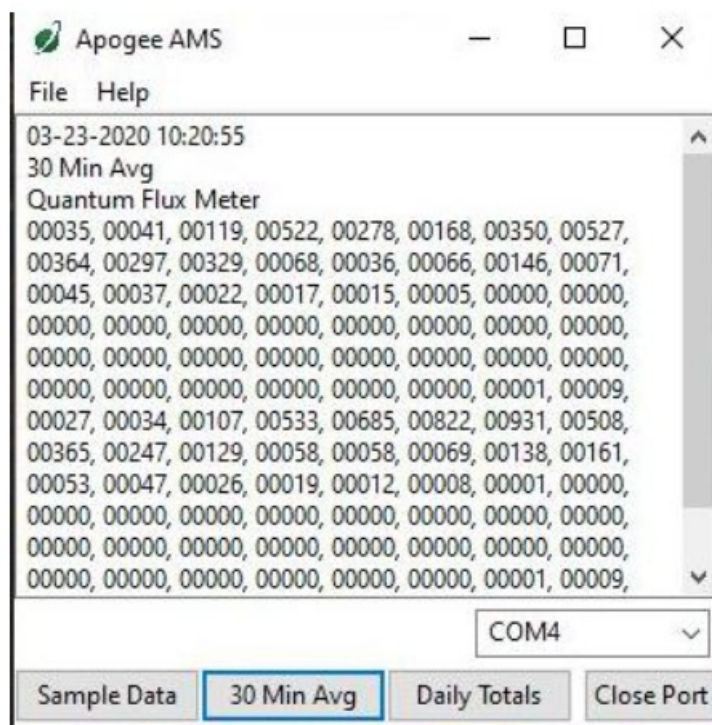 Apogee AMS
File Help
03-23-2020 10:20:55
30 Min Avg
Quantum Flux Meter
00035, 00041, 00119, 00522, 00278, 00168, 00350, 00527,
00364, 00297, 00329, 00068, 00036, 00066, 00146, 00071,
00045, 00037, 00022, 00017, 00015, 00005, 00000, 00000,
00000, 00000, 00000, 00000, 00000, 00000, 00000, 00000,
00000, 00000, 00000, 00000, 00000, 00000, 00000, 00000,
00000, 00000, 00000, 00000, 00000, 00000, 00001, 00009,
00027, 00034, 00107, 00533, 00685, 00822, 00931, 00508,
00365, 00247, 00129, 00058, 00058, 00069, 00138, 00161,
00053, 00047, 00026, 00019, 00012, 00008, 00001, 00000,
00000, 00000, 00000, 00000, 00000, 00000, 00000, 00000,
00000, 00000, 00000, 00000, 00000, 00000, 00000, 00000,
00000, 00000, 00000, 00000, 00000, 00000, 00001, 00009,
COM4
Sample Data 30 Min Avg Daily Totals Close Port